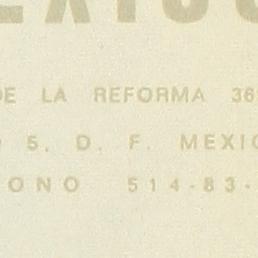 DE LA REFORMA 36
5, D. F. MEXIC
ONO 514-83-